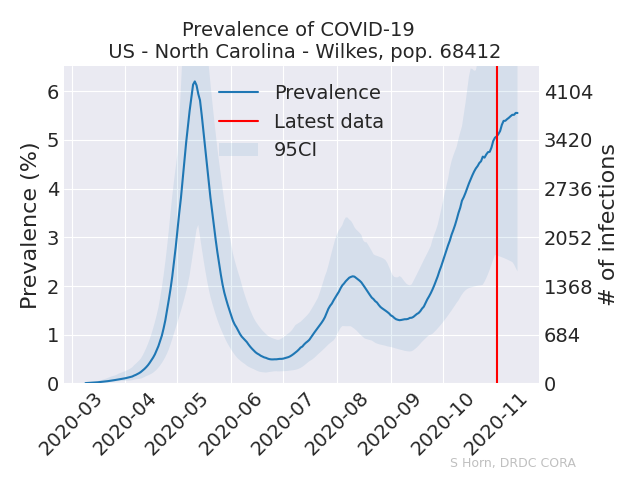 Prevalence of COVID-19
US - North Carolina - Wilkes, pop. 68412
Prevalence
Latest data
95CI
Prevalence (%)
6
5
4
3
2
1
0
4104
3420
2736
2052
1368
684
0
# of infections
2020-03
2020-04
2020-05
2020-06
2020-07
2020-08
2020-09
2020-10
2020-11
S Horn, DRDC CORA